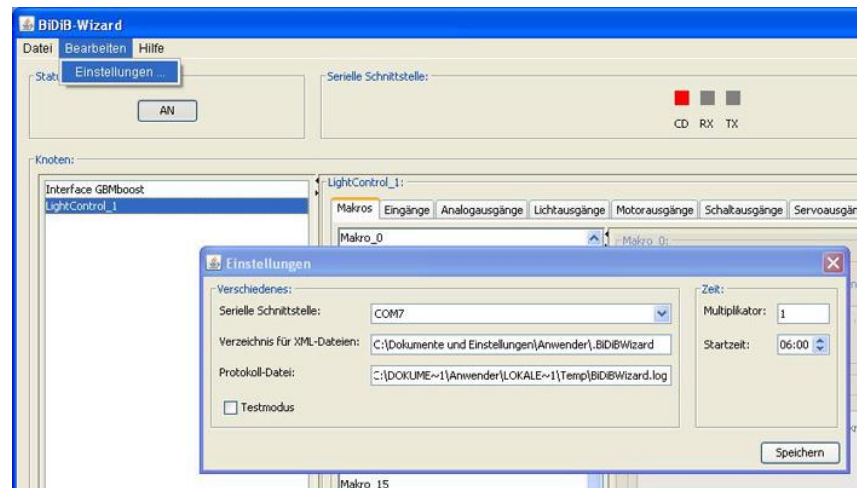 BiDiB-Wizard
Datei Bearbeiten Hilfe
Einstellungen ...
Serielle Schnittstelle:
AN
CD RX TX
Knoten:
Interface GBMboost
LightControl_1
LightControl_1:
Makros Eingänge Analogausgänge Lichtausgänge Motorausgänge Schaltausgänge
Makro_0
Makro_0:
Einstellungen
Verschiedenes:
Serielle Schnittstelle: COM7
Verzeichnis für XML-Dateien: C:\Dokumente und Einstellungen\Anwender\.BiDiBWizard
Protokoll-Datei: C:\DOKUME~1\Anwender\LOKALE~1\Temp\BiDiBWizard.log
Testmodus
Zeit:
Multiplikator: 1
Startzeit: 06:00
Speichern
Makro_15